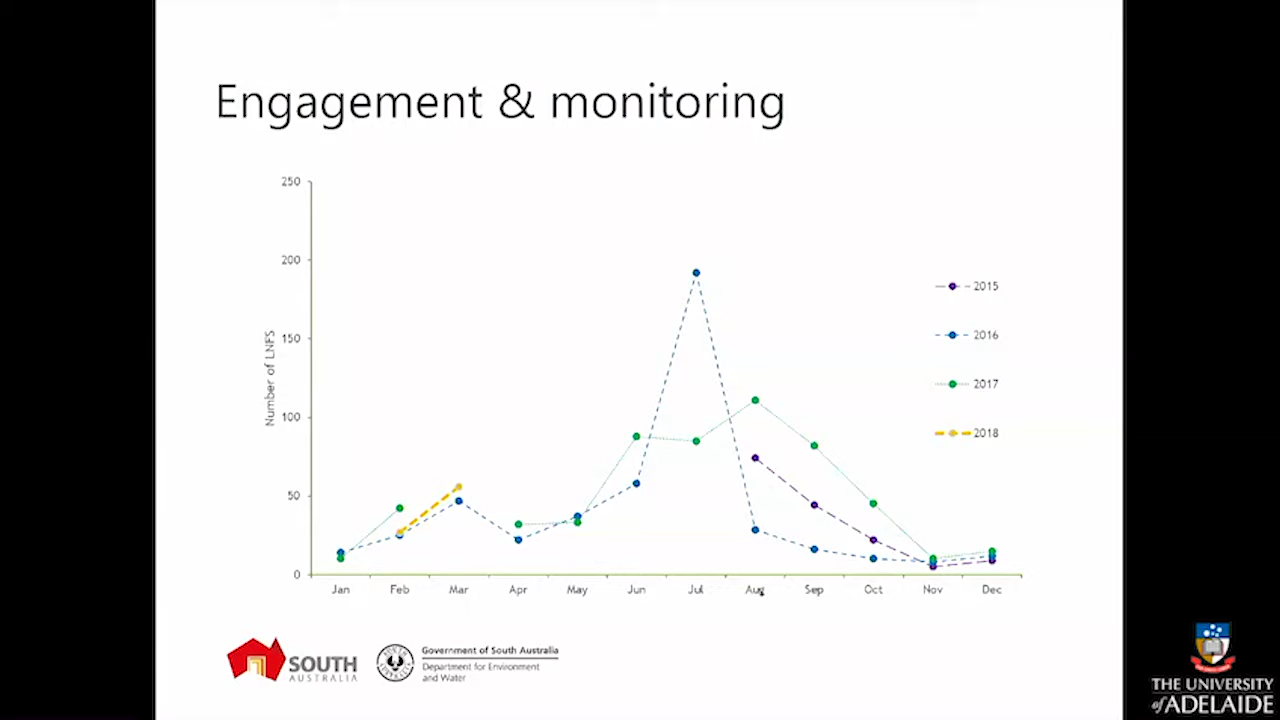 Engagement & monitoring
250
200
150
100
50
0
Number of LNFS
Jan Feb Mar Apr May Jun Jul Aug Sep Oct Nov Dec
2015
2016
2017
2018
SOUTH
AUSTRALIA
Government of South Australia
Department for Environment
and Water
THE UNIVERSITY
of ADELAIDE